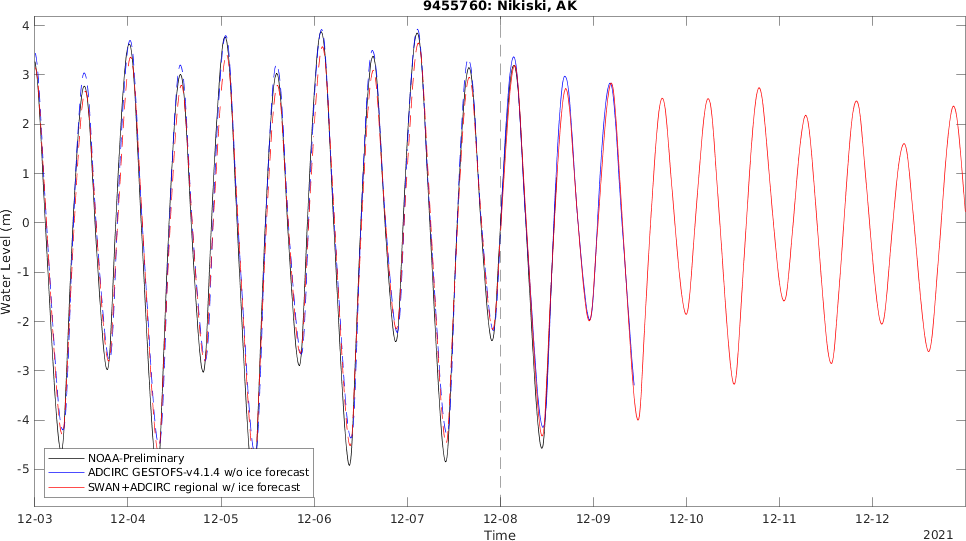 9455760: Nikiski, AK
4
3
2
1
0
-1
-2
-3
-4
-5
Water Level (m)
NOAA-Preliminary
ADCIRC GESTOFS-v4.1.4 w/o ice forecast
SWAN+ADCIRC regional w/ ice forecast
12-03 12-04 12-05 12-06 12-07 12-08 12-09 12-10 12-11 12-12
Time
2021